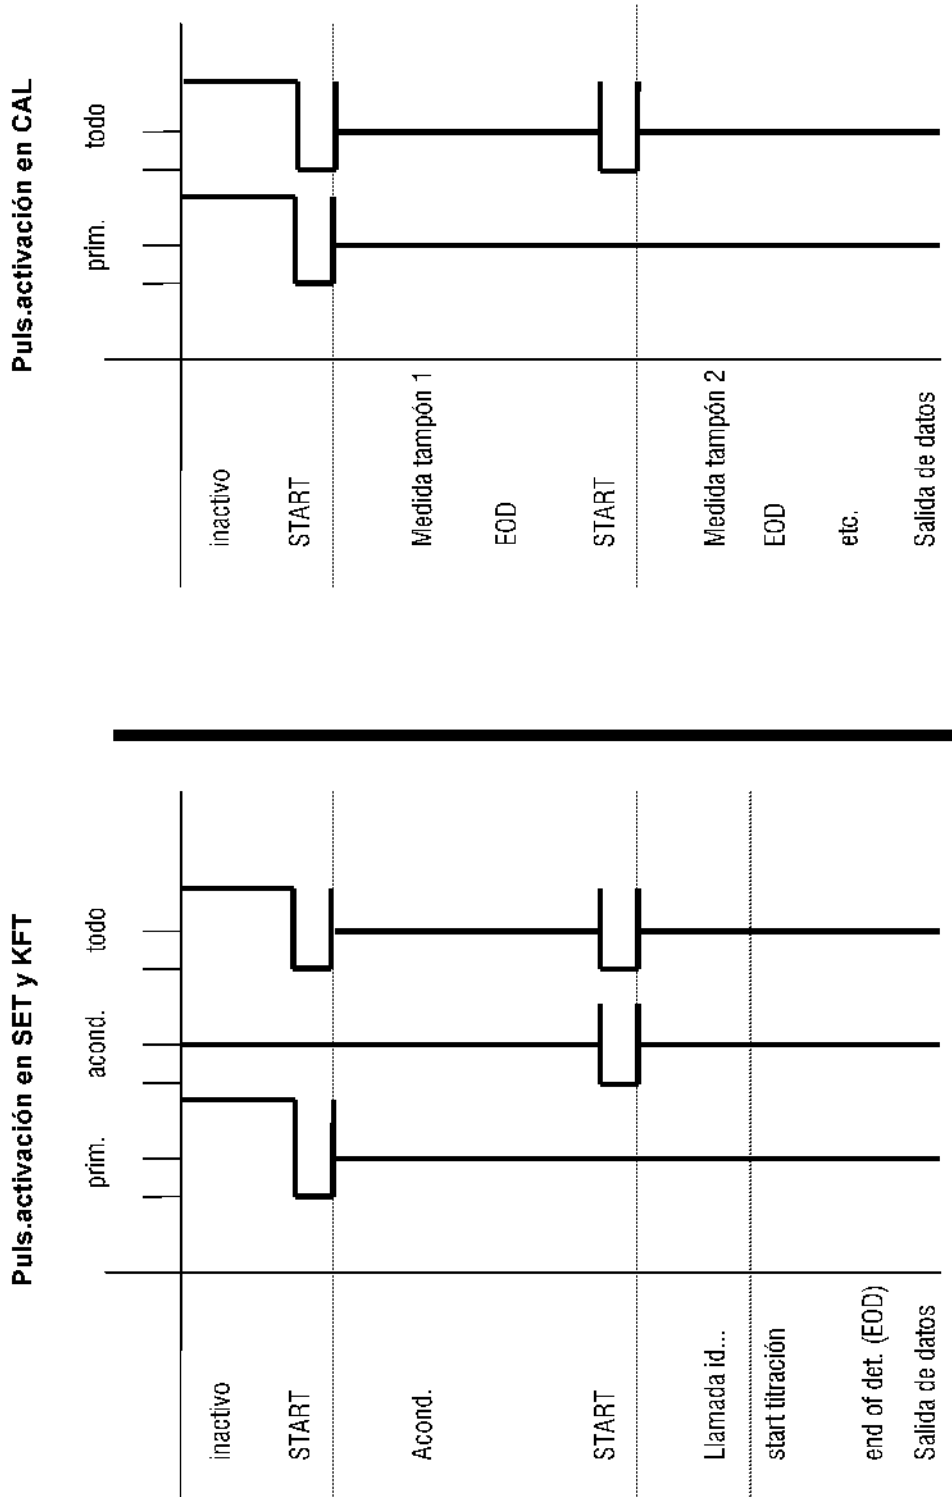 Puls.activación en SET y KFT
prim.
acond.
todo
inactivo
START
Acond.
START
Llamada id...
start titración
end of det. (EOD)
Salida de datos
Puls.activación en CAL
prim.
todo
inactivo
START
Medida tampón 1
EOD
START
Medida tampón 2
EOD
etc.
Salida de datos